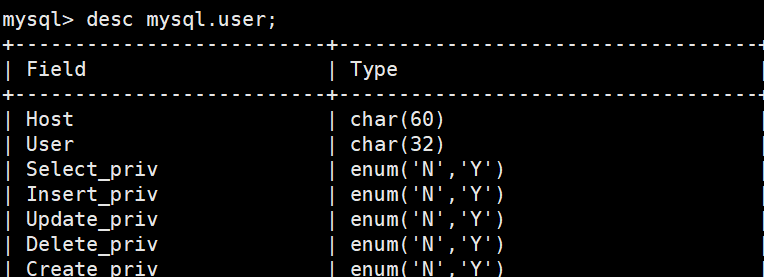 mysql> desc mysql.user;
+--------------------------+-----------------------------------+
| Field                    | Type                              |
+--------------------------+-----------------------------------+
| Host                     | char(60)                          |
| User                     | char(32)                          |
| Select_priv              | enum('N','Y')                     |
| Insert_priv              | enum('N','Y')                     |
| Update_priv              | enum('N','Y')                     |
| Delete_priv              | enum('N','Y')                     |
| Create_priv              | enum('N','Y')                     |